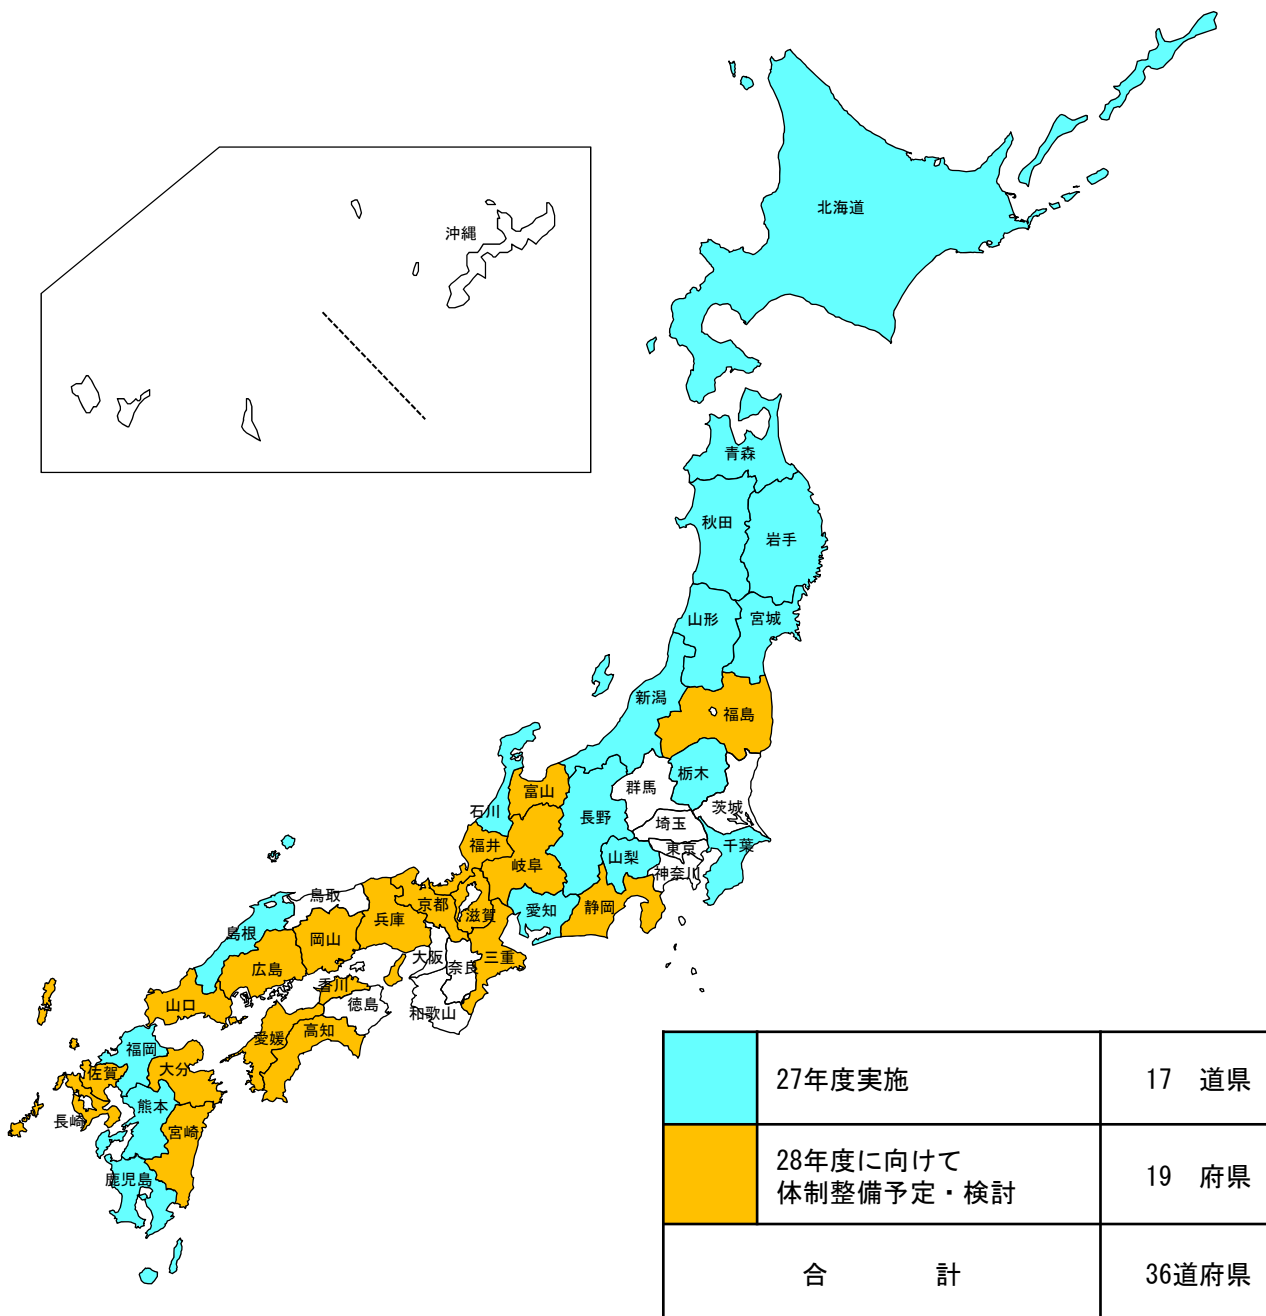 北海道
沖縄
青森
秋田
岩手
山形
宮城
新潟
福島
栃木
群馬
富山
茨城
石川
長野
埼玉
福井
千葉
東京
岐阜
山梨
神奈川
鳥取
京都
静岡
愛知
滋賀
兵庫
島根
岡山
大阪
三重
奈良
広島
香川
山口
徳島
和歌山
高知
愛媛
福岡
大分
佐賀
熊本
長崎
宮崎
鹿児島
27年度実施 17 道県
28年度に向けて
体制整備予定・検討 19 府県
合 計 36道府県